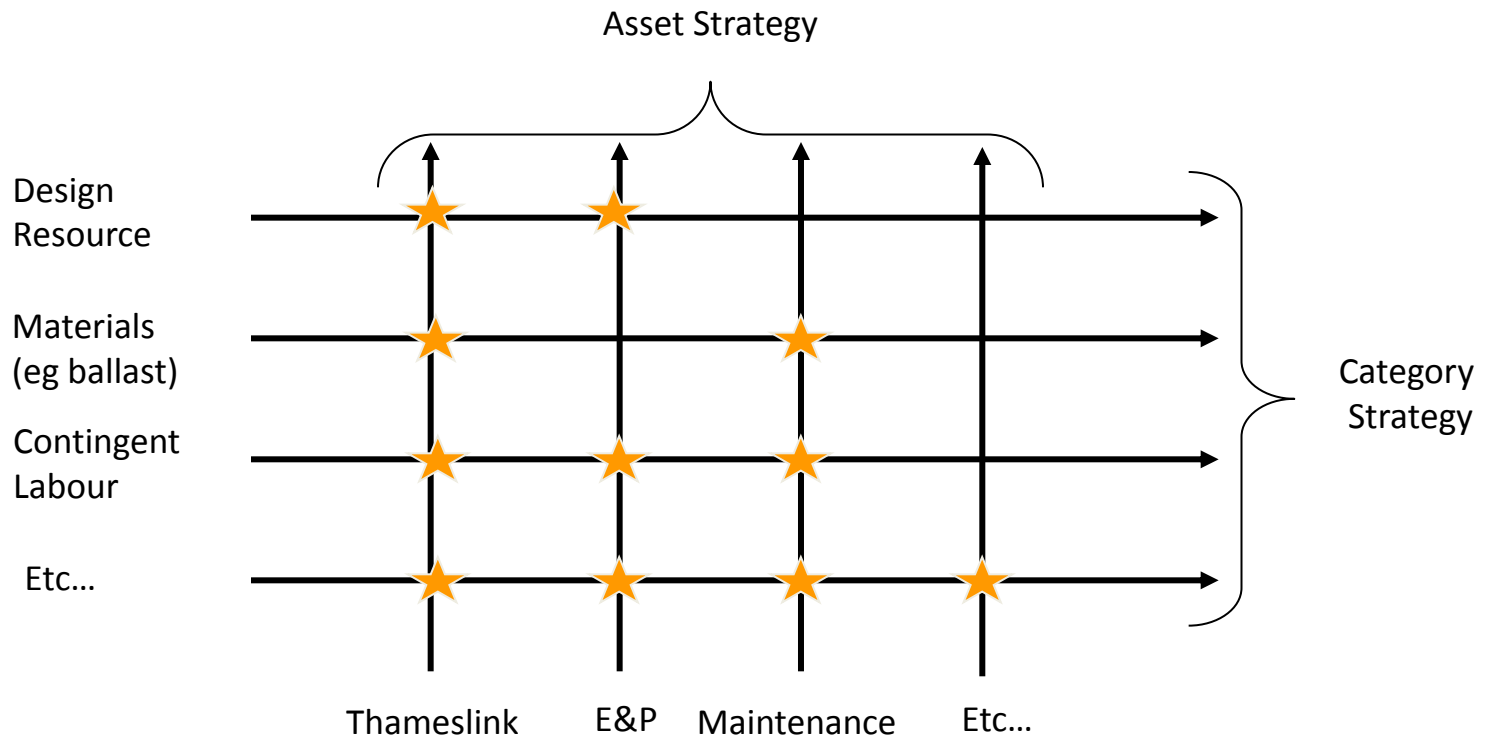 Asset Strategy
Design
Resource
Materials
(eg ballast)
Category
Strategy
Contingent
Labour
Etc...
Thameslink
E&P
Maintenance
Etc...